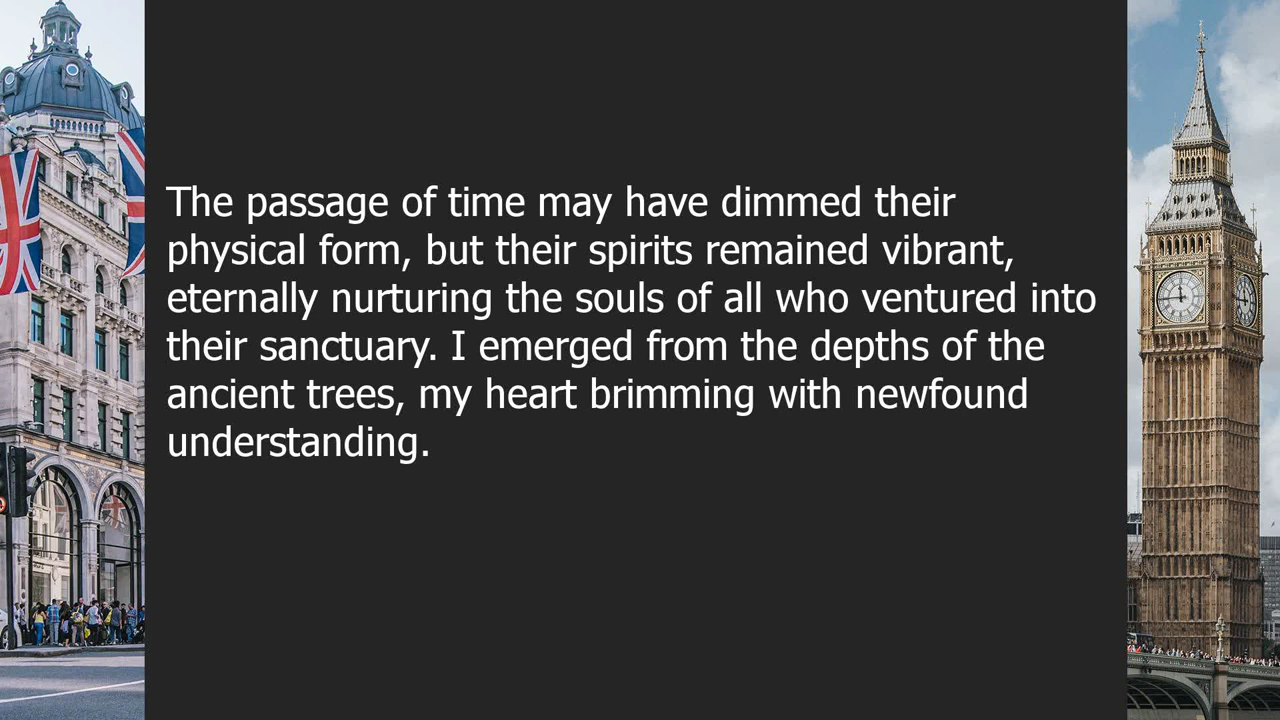 The passage of time may have dimmed their
physical form, but their spirits remained vibrant,
eternally nurturing the souls of all who ventured into
their sanctuary. I emerged from the depths of the
ancient trees, my heart brimming with newfound
understanding.